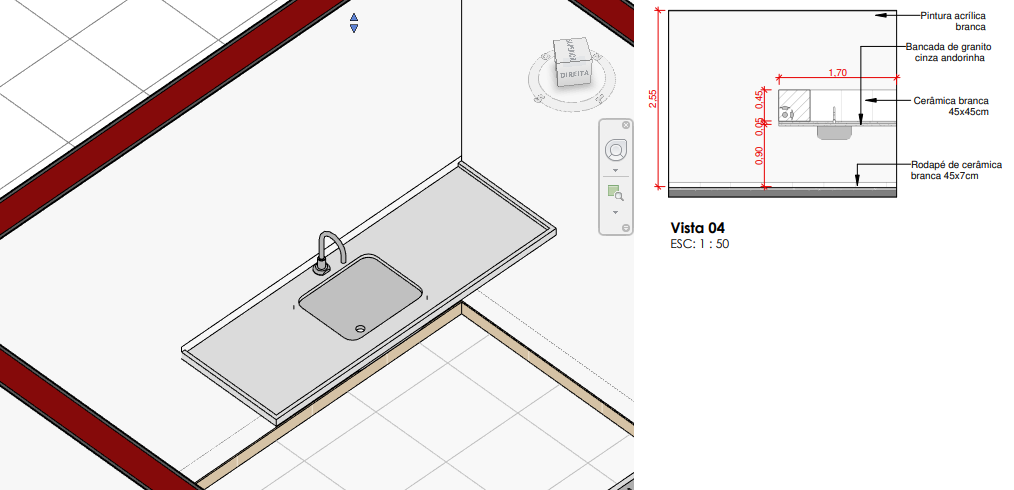 DIREITA
Pintura acrílica
branca
Bancada de granito
cinza andorinha
1,70
2,55
0,45
Cerâmica branca
45x45cm
0,05
0,90
Rodapé de cerâmica
branca 45x7cm
Vista 04
ESC: 1 : 50